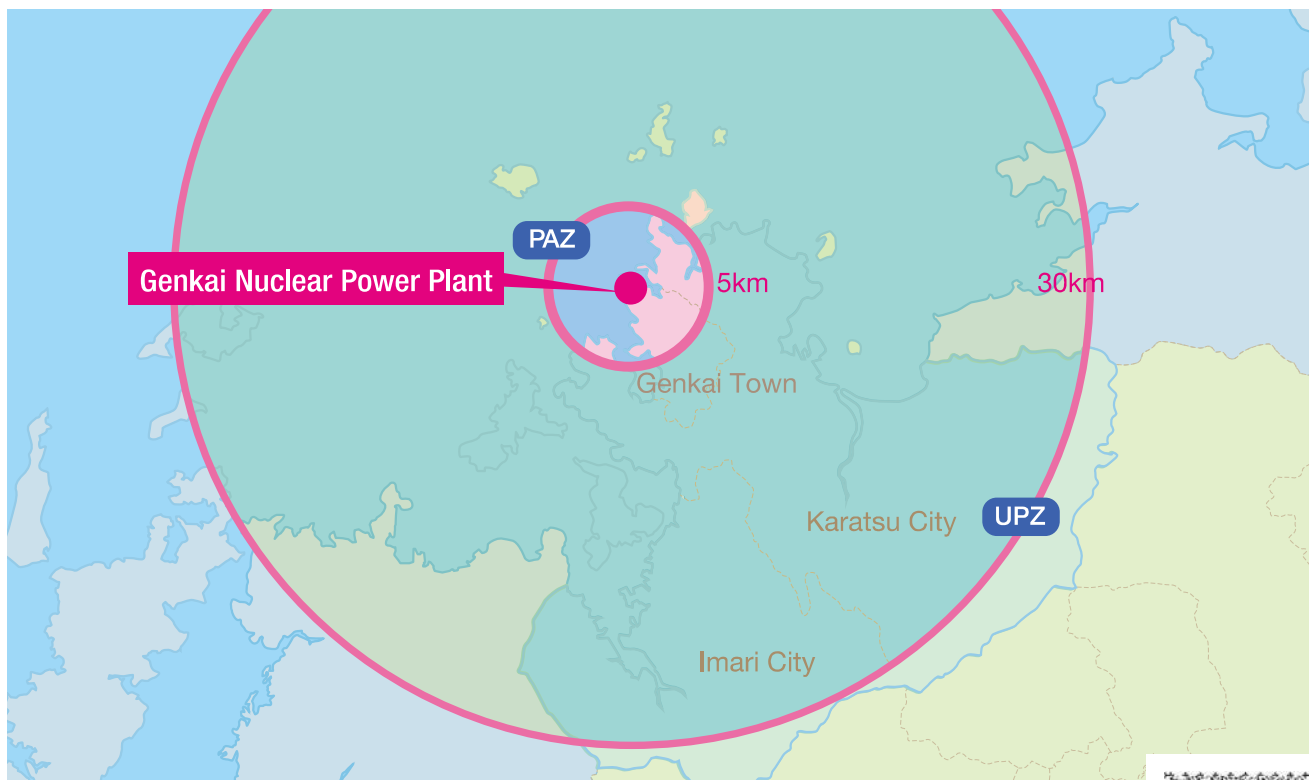 PAZ
Genkai Nuclear Power Plant
5km
30km
Genkai Town
Karatsu City
UPZ
Imari City